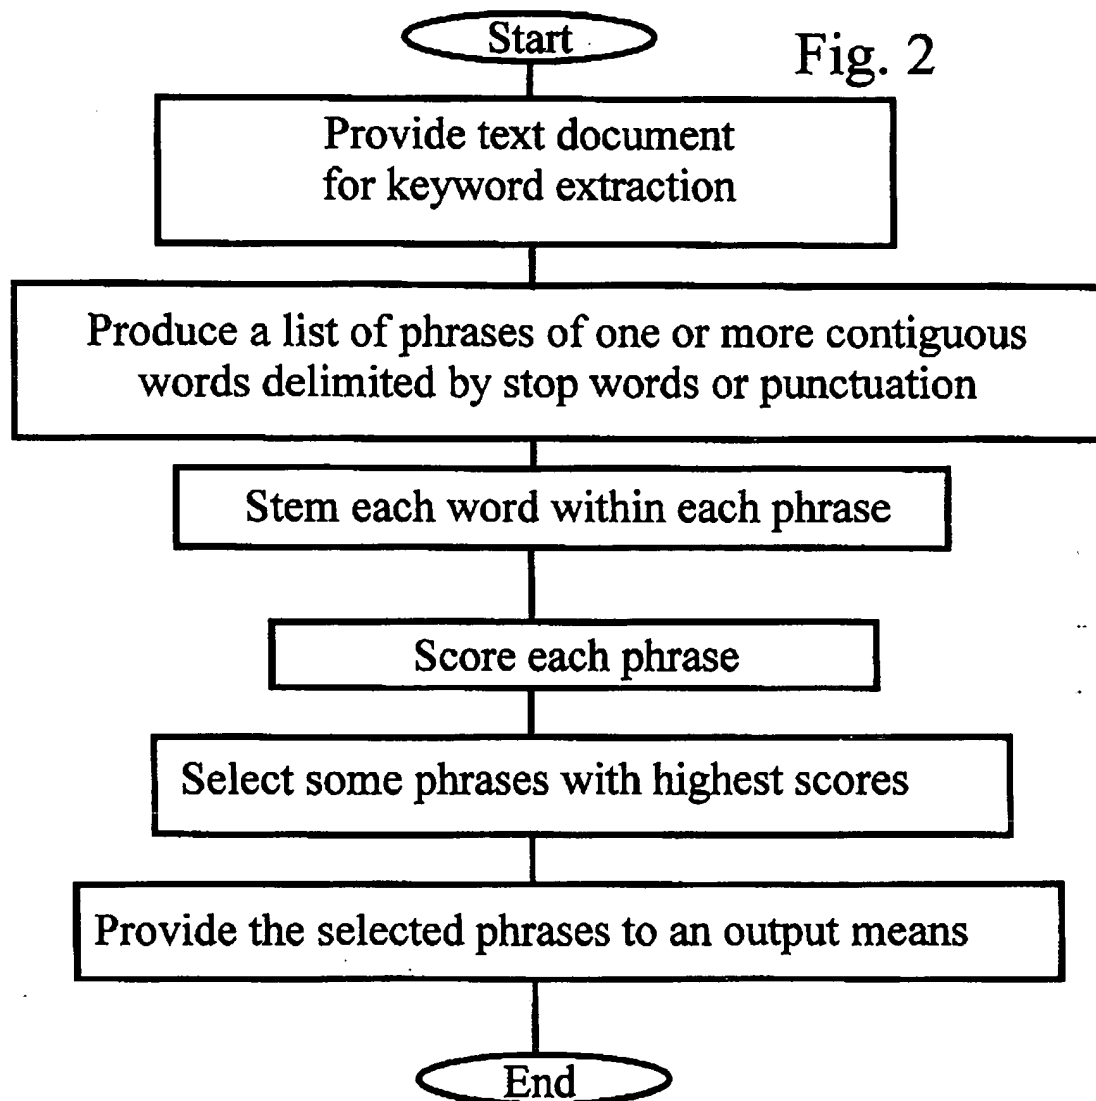 Start
Fig. 2
Provide text document
for keyword extraction
Produce a list of phrases of one or more contiguous
words delimited by stop words or punctuation
Stem each word within each phrase
Score each phrase
Select some phrases with highest scores
Provide the selected phrases to an output means
End